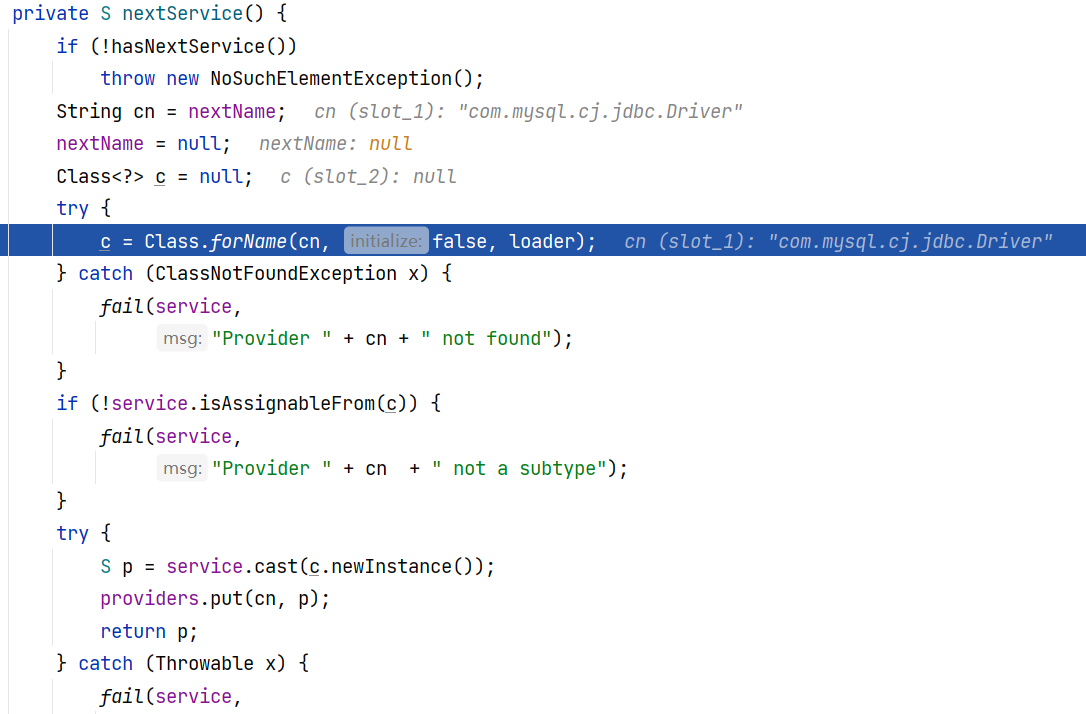 private S nextService() {
if (!hasNextService())
throw new NoSuchElementException();
String cn = nextName;   cn (slot_1): "com.mysql.cj.jdbc.Driver"
nextName = null;   nextName: null
Class<?> c = null;   c (slot_2): null
try {
c = Class.forName(cn, initialize: false, loader);   cn (slot_1): "com.mysql.cj.jdbc.Driver"
} catch (ClassNotFoundException x) {
fail(service,
msg: "Provider " + cn + " not found");
}
if (!service.isAssignableFrom(c)) {
fail(service,
msg: "Provider " + cn  + " not a subtype");
}
try {
S p = service.cast(c.newInstance());
providers.put(cn, p);
return p;
} catch (Throwable x) {
fail(service,